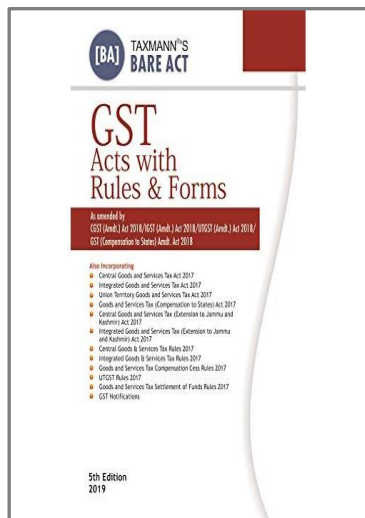 [BA]
TAXMANN®'S
BARE ACT
GST
Acts with
Rules & Forms
As amended by
CGST (Amdt.) Act 2018/IGST (Amdt.) Act 2018/UTGST (Amdt.) Act 2018/
GST (Compensation to States) Amdt. Act 2018
Also Incorporating
Central Goods and Services Tax Act 2017
Integrated Goods and Services Tax Act 2017
Union Territory Goods and Services Tax Act 2017
Goods and Services Tax (Compensation to States) Act 2017
Central Goods and Services Tax (Extension to Jammu and
Kashmir) Act 2017
Integrated Goods and Services Tax (Extension to Jammu
and Kashmir) Act 2017
Central Goods & Services Tax Rules 2017
Integrated Goods & Services Tax Rules 2017
Goods and Services Tax Compensation Cess Rules 2017
UTGST Rules 2017
Goods and Services Tax Settlement of Funds Rules 2017
GST Notifications
5th Edition
2019